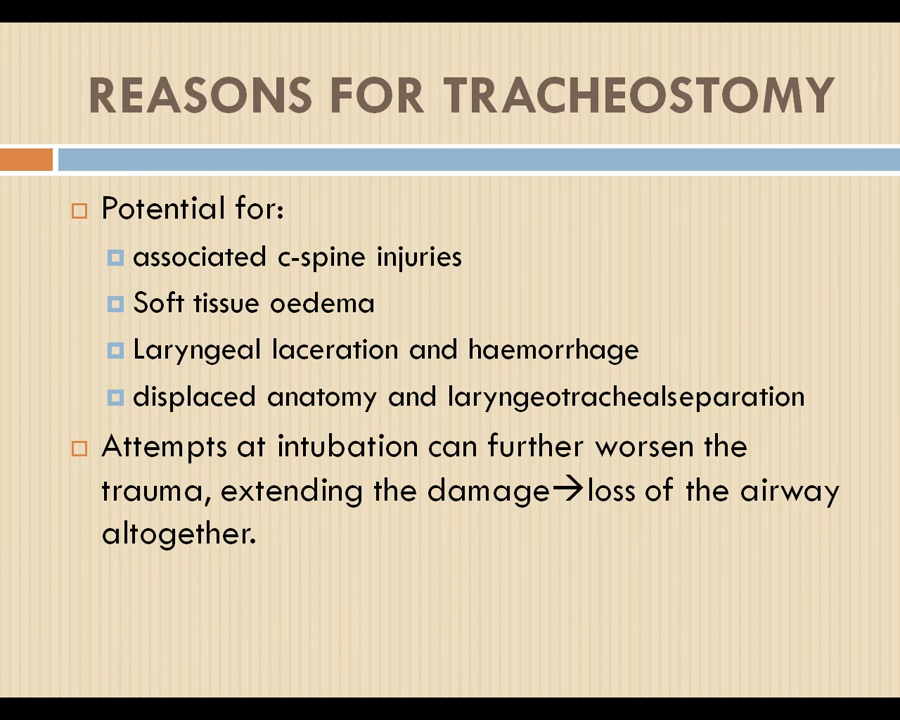 REASONS FOR TRACHEOSTOMY
Potential for:
associated c-spine injuries
Soft tissue oedema
Laryngeal laceration and haemorrhage
displaced anatomy and laryngeotrachealseparation
Attempts at intubation can further worsen the
trauma, extending the damage→loss of the airway
altogether.